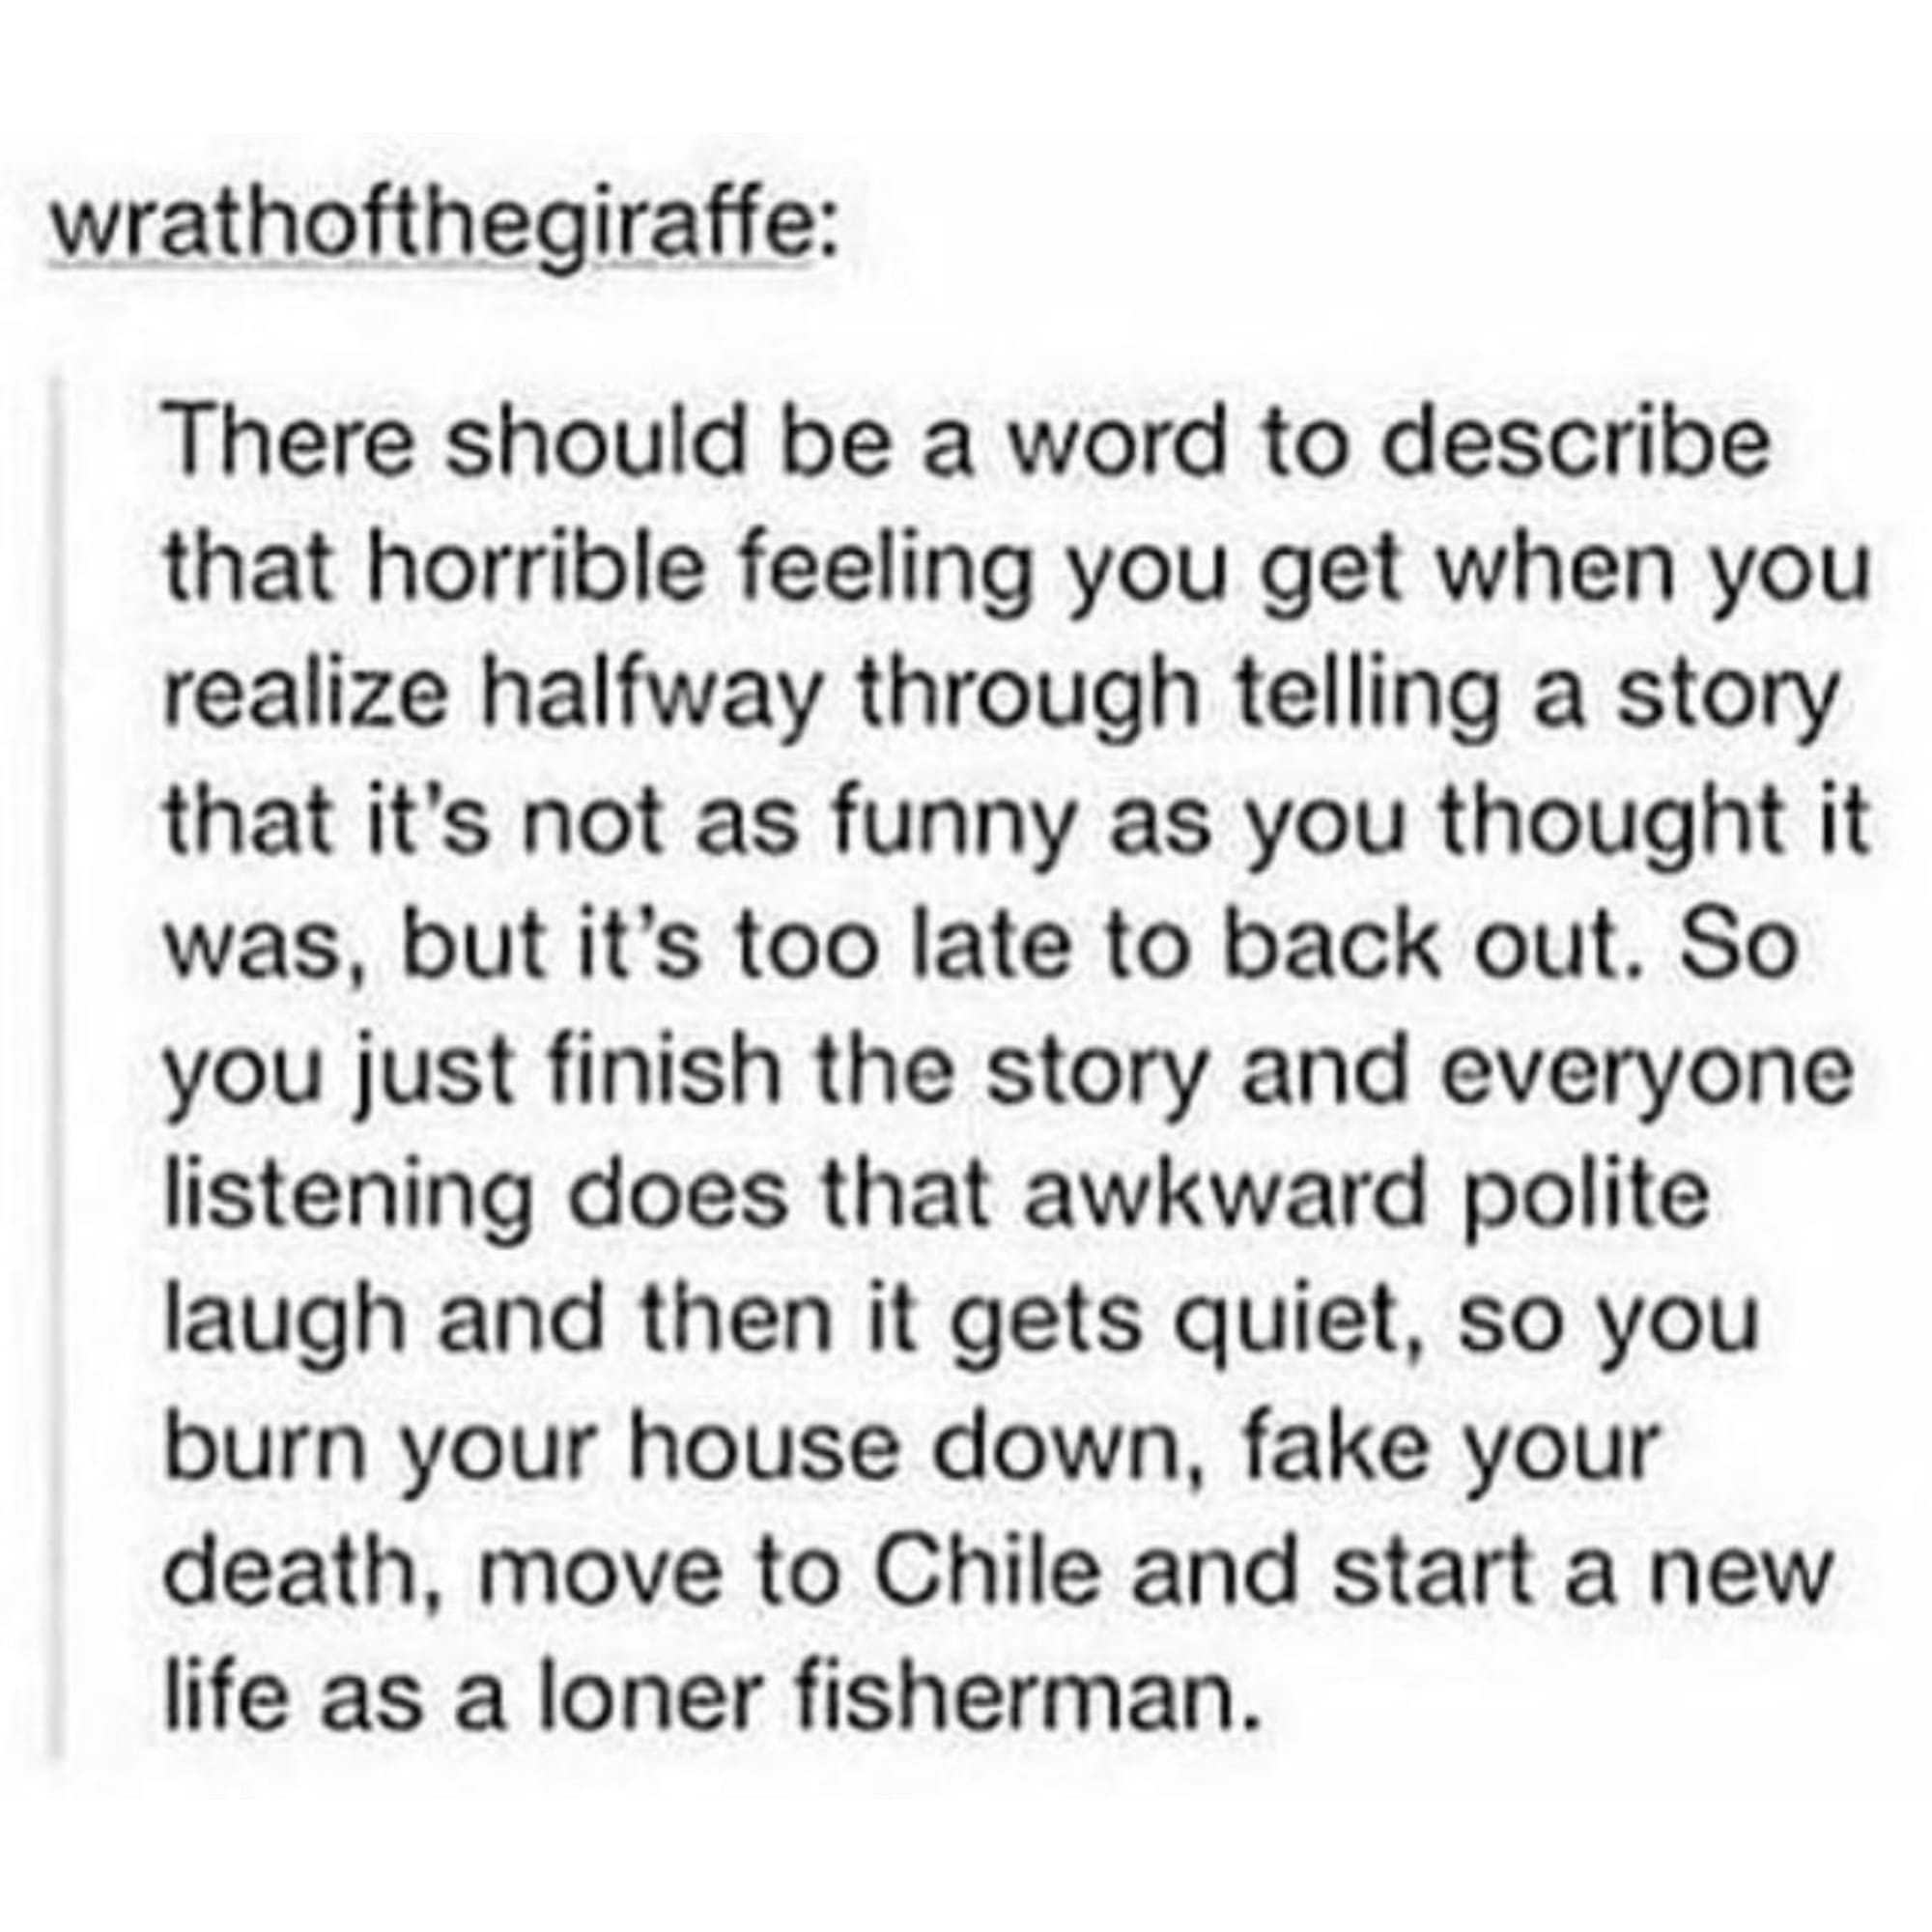 wrathofthegiraffe:
There should be a word to describe
that horrible feeling you get when you
realize halfway through telling a story
that it’s not as funny as you thought it
was, but it’s too late to back out. So
you just finish the story and everyone
listening does that awkward polite
laugh and then it gets quiet, so you
burn your house down, fake your
death, move to Chile and start a new
life as a loner fisherman.